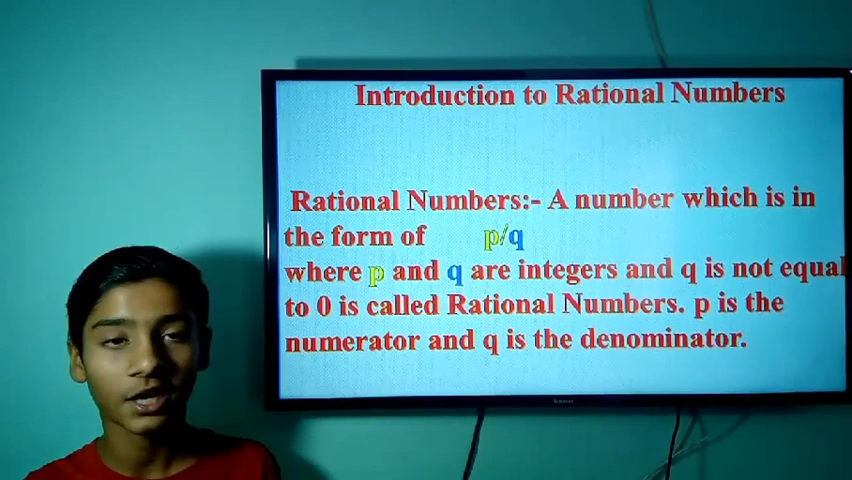 Introduction to Rational Numbers
Rational Numbers:- A number which is in
the form of p/q
where p and q are integers and q is not equal
to 0 is called Rational Numbers. p is the
numerator and q is the denominator.